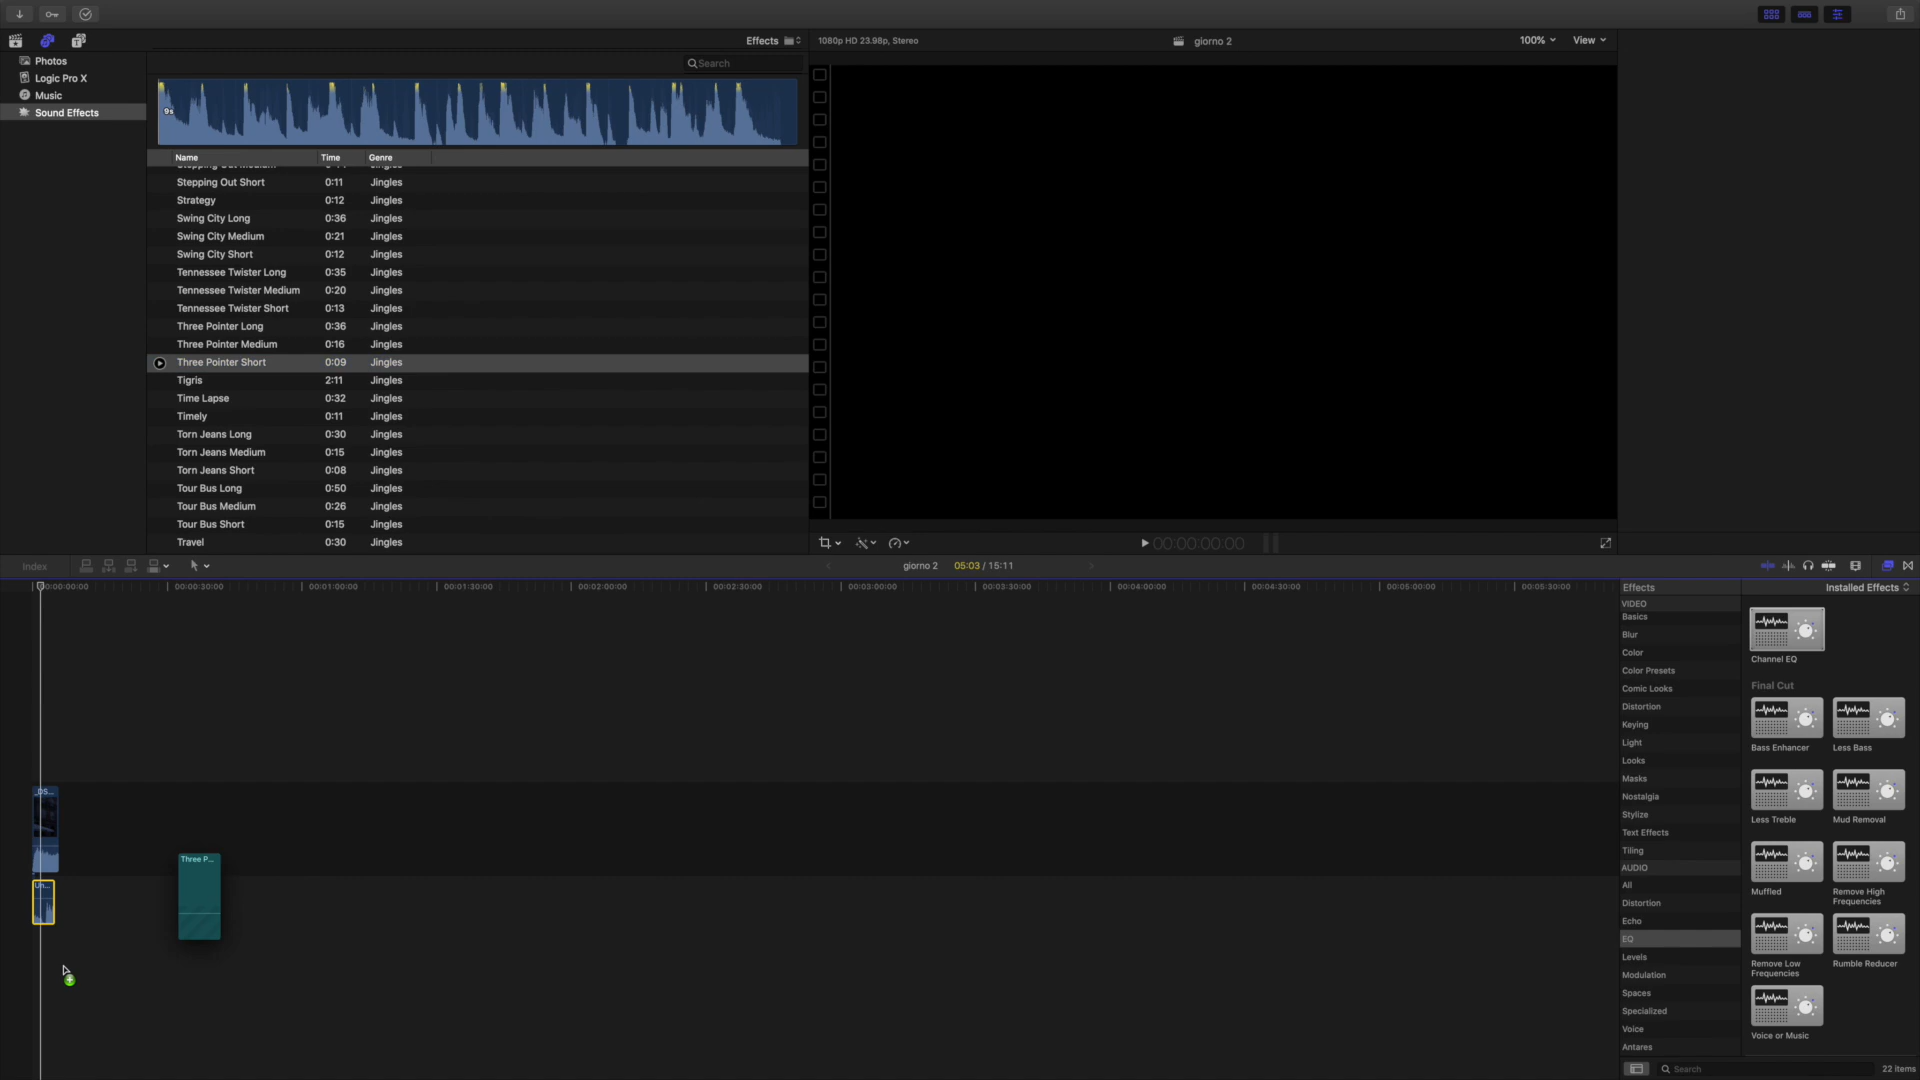 Effects
1080p HD 23.98p, Stereo
giorno 2
100%
View
Photos
Logic Pro X
Music
Sound Effects
Search
9s
Name Time Genre
Stepping Out Medium
Stepping Out Short 0:11 Jingles
Strategy 0:12 Jingles
Swing City Long 0:36 Jingles
Swing City Medium 0:21 Jingles
Swing City Short 0:12 Jingles
Tennessee Twister Long 0:35 Jingles
Tennessee Twister Medium 0:20 Jingles
Tennessee Twister Short 0:13 Jingles
Three Pointer Long 0:36 Jingles
Three Pointer Medium 0:16 Jingles
Three Pointer Short 0:09 Jingles
Tigris 2:11 Jingles
Time Lapse 0:32 Jingles
Timely 0:11 Jingles
Torn Jeans Long 0:30 Jingles
Torn Jeans Medium 0:15 Jingles
Torn Jeans Short 0:08 Jingles
Tour Bus Long 0:50 Jingles
Tour Bus Medium 0:26 Jingles
Tour Bus Short 0:15 Jingles
Travel 0:30 Jingles
00:00:00:00
Index
giorno 2 05:03 / 15:11
00:00:00:00 00:00:30:00 00:01:00:00 00:01:30:00 00:02:00:00 00:02:30:00 00:03:00:00 00:03:30:00 00:04:00:00 00:04:30:00 00:05:00:00 00:05:30:00
_DS...
Three P...
Un...
Effects
Installed Effects
VIDEO
Basics
Blur
Color
Color Presets
Comic Looks
Distortion
Keying
Light
Looks
Masks
Nostalgia
Stylize
Text Effects
Tiling
AUDIO
All
Distortion
Echo
EQ
Levels
Modulation
Spaces
Specialized
Voice
Antares
Channel EQ
Final Cut
Bass Enhancer
Less Bass
Less Treble
Mud Removal
Muffled
Remove High
Frequencies
Remove Low
Frequencies
Rumble Reducer
Voice or Music
Search
22 items